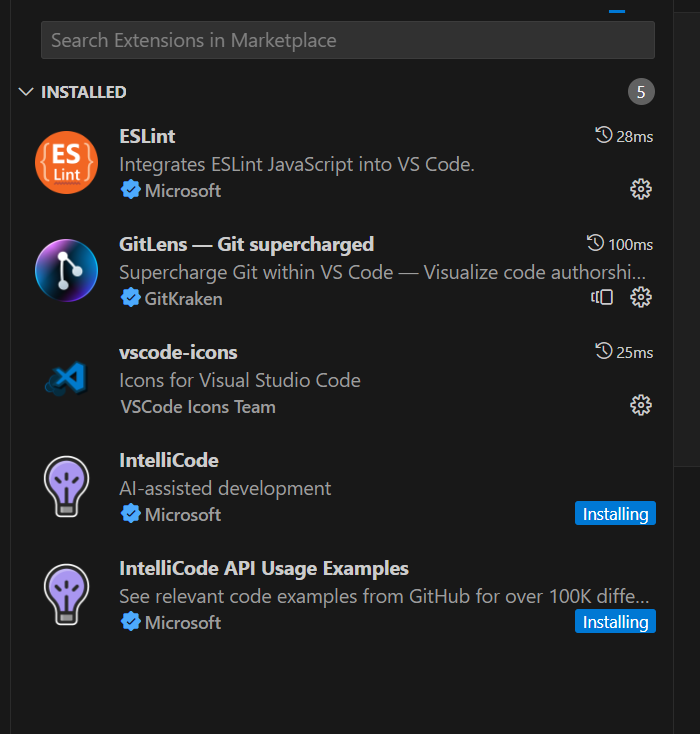 Search Extensions in Marketplace
INSTALLED 5
ES
Lint
ESLint 28ms
Integrates ESLint JavaScript into VS Code.
Microsoft
GitLens — Git supercharged 100ms
Supercharge Git within VS Code — Visualize code authorshi...
GitKraken
vscode-icons 25ms
Icons for Visual Studio Code
VSCode Icons Team
IntelliCode
AI-assisted development
Microsoft Installing
IntelliCode API Usage Examples
See relevant code examples from GitHub for over 100K diffe...
Microsoft Installing